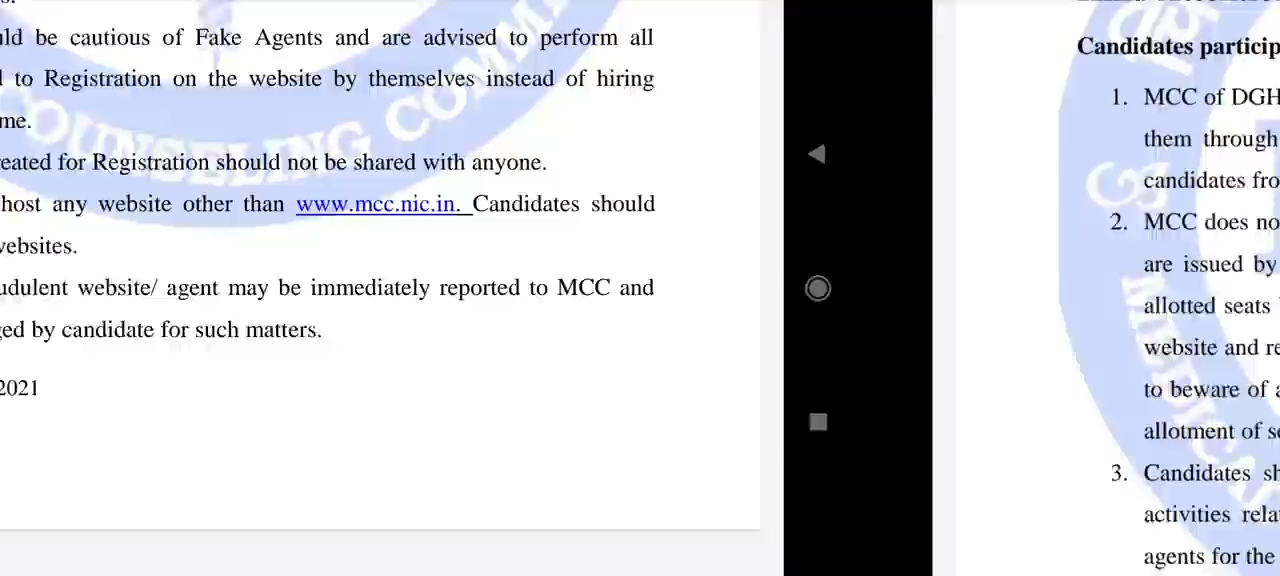 uld be cautious of Fake Agents and are advised to perform all
to Registration on the website by themselves instead of hiring
me.
eated for Registration should not be shared with anyone.
host any website other than www.mcc.nic.in. Candidates should
websites.
udulent website/ agent may be immediately reported to MCC and
ged by candidate for such matters.
2021
COUNSELING COMM
Candidates particip
1. MCC of DGH
them through
candidates fro
2. MCC does no
are issued by
allotted seats
website and re
to beware of a
allotment of se
3. Candidates sh
activities rela
agents for the
MEDICAL